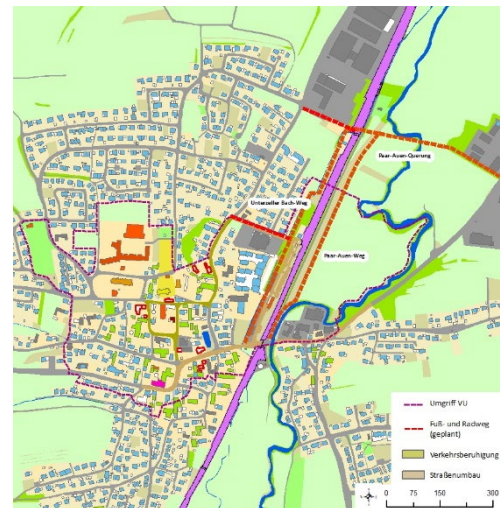 Paar-Auen-Querung
Unterzeller Bach-Weg
Paar-Auen-Weg
Umgriff VU
Fuß- und Radweg
(geplant)
Verkehrsberuhigung
Straßenumbau
0 75 150 300